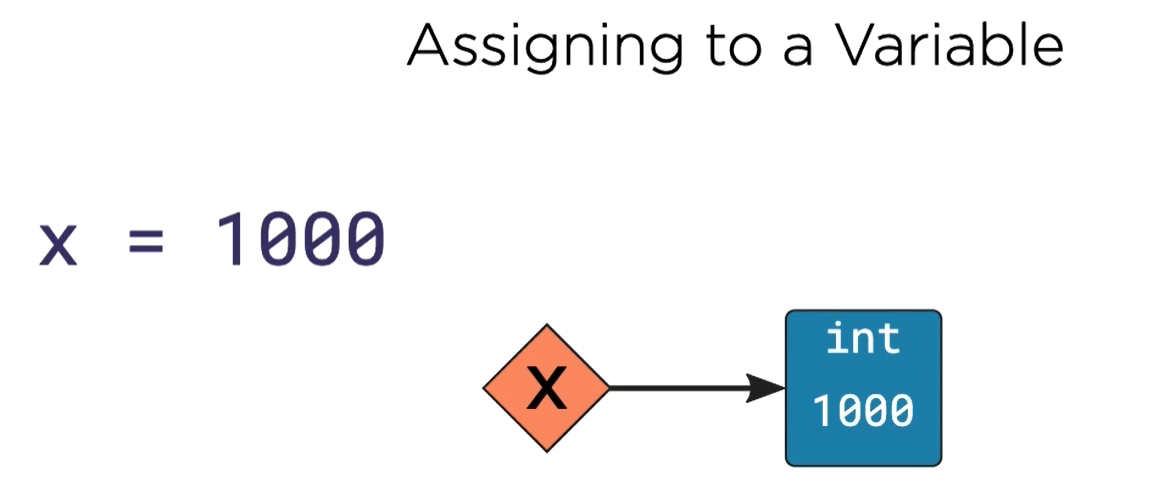 Assigning to a Variable
x = 1000
X
int
1000